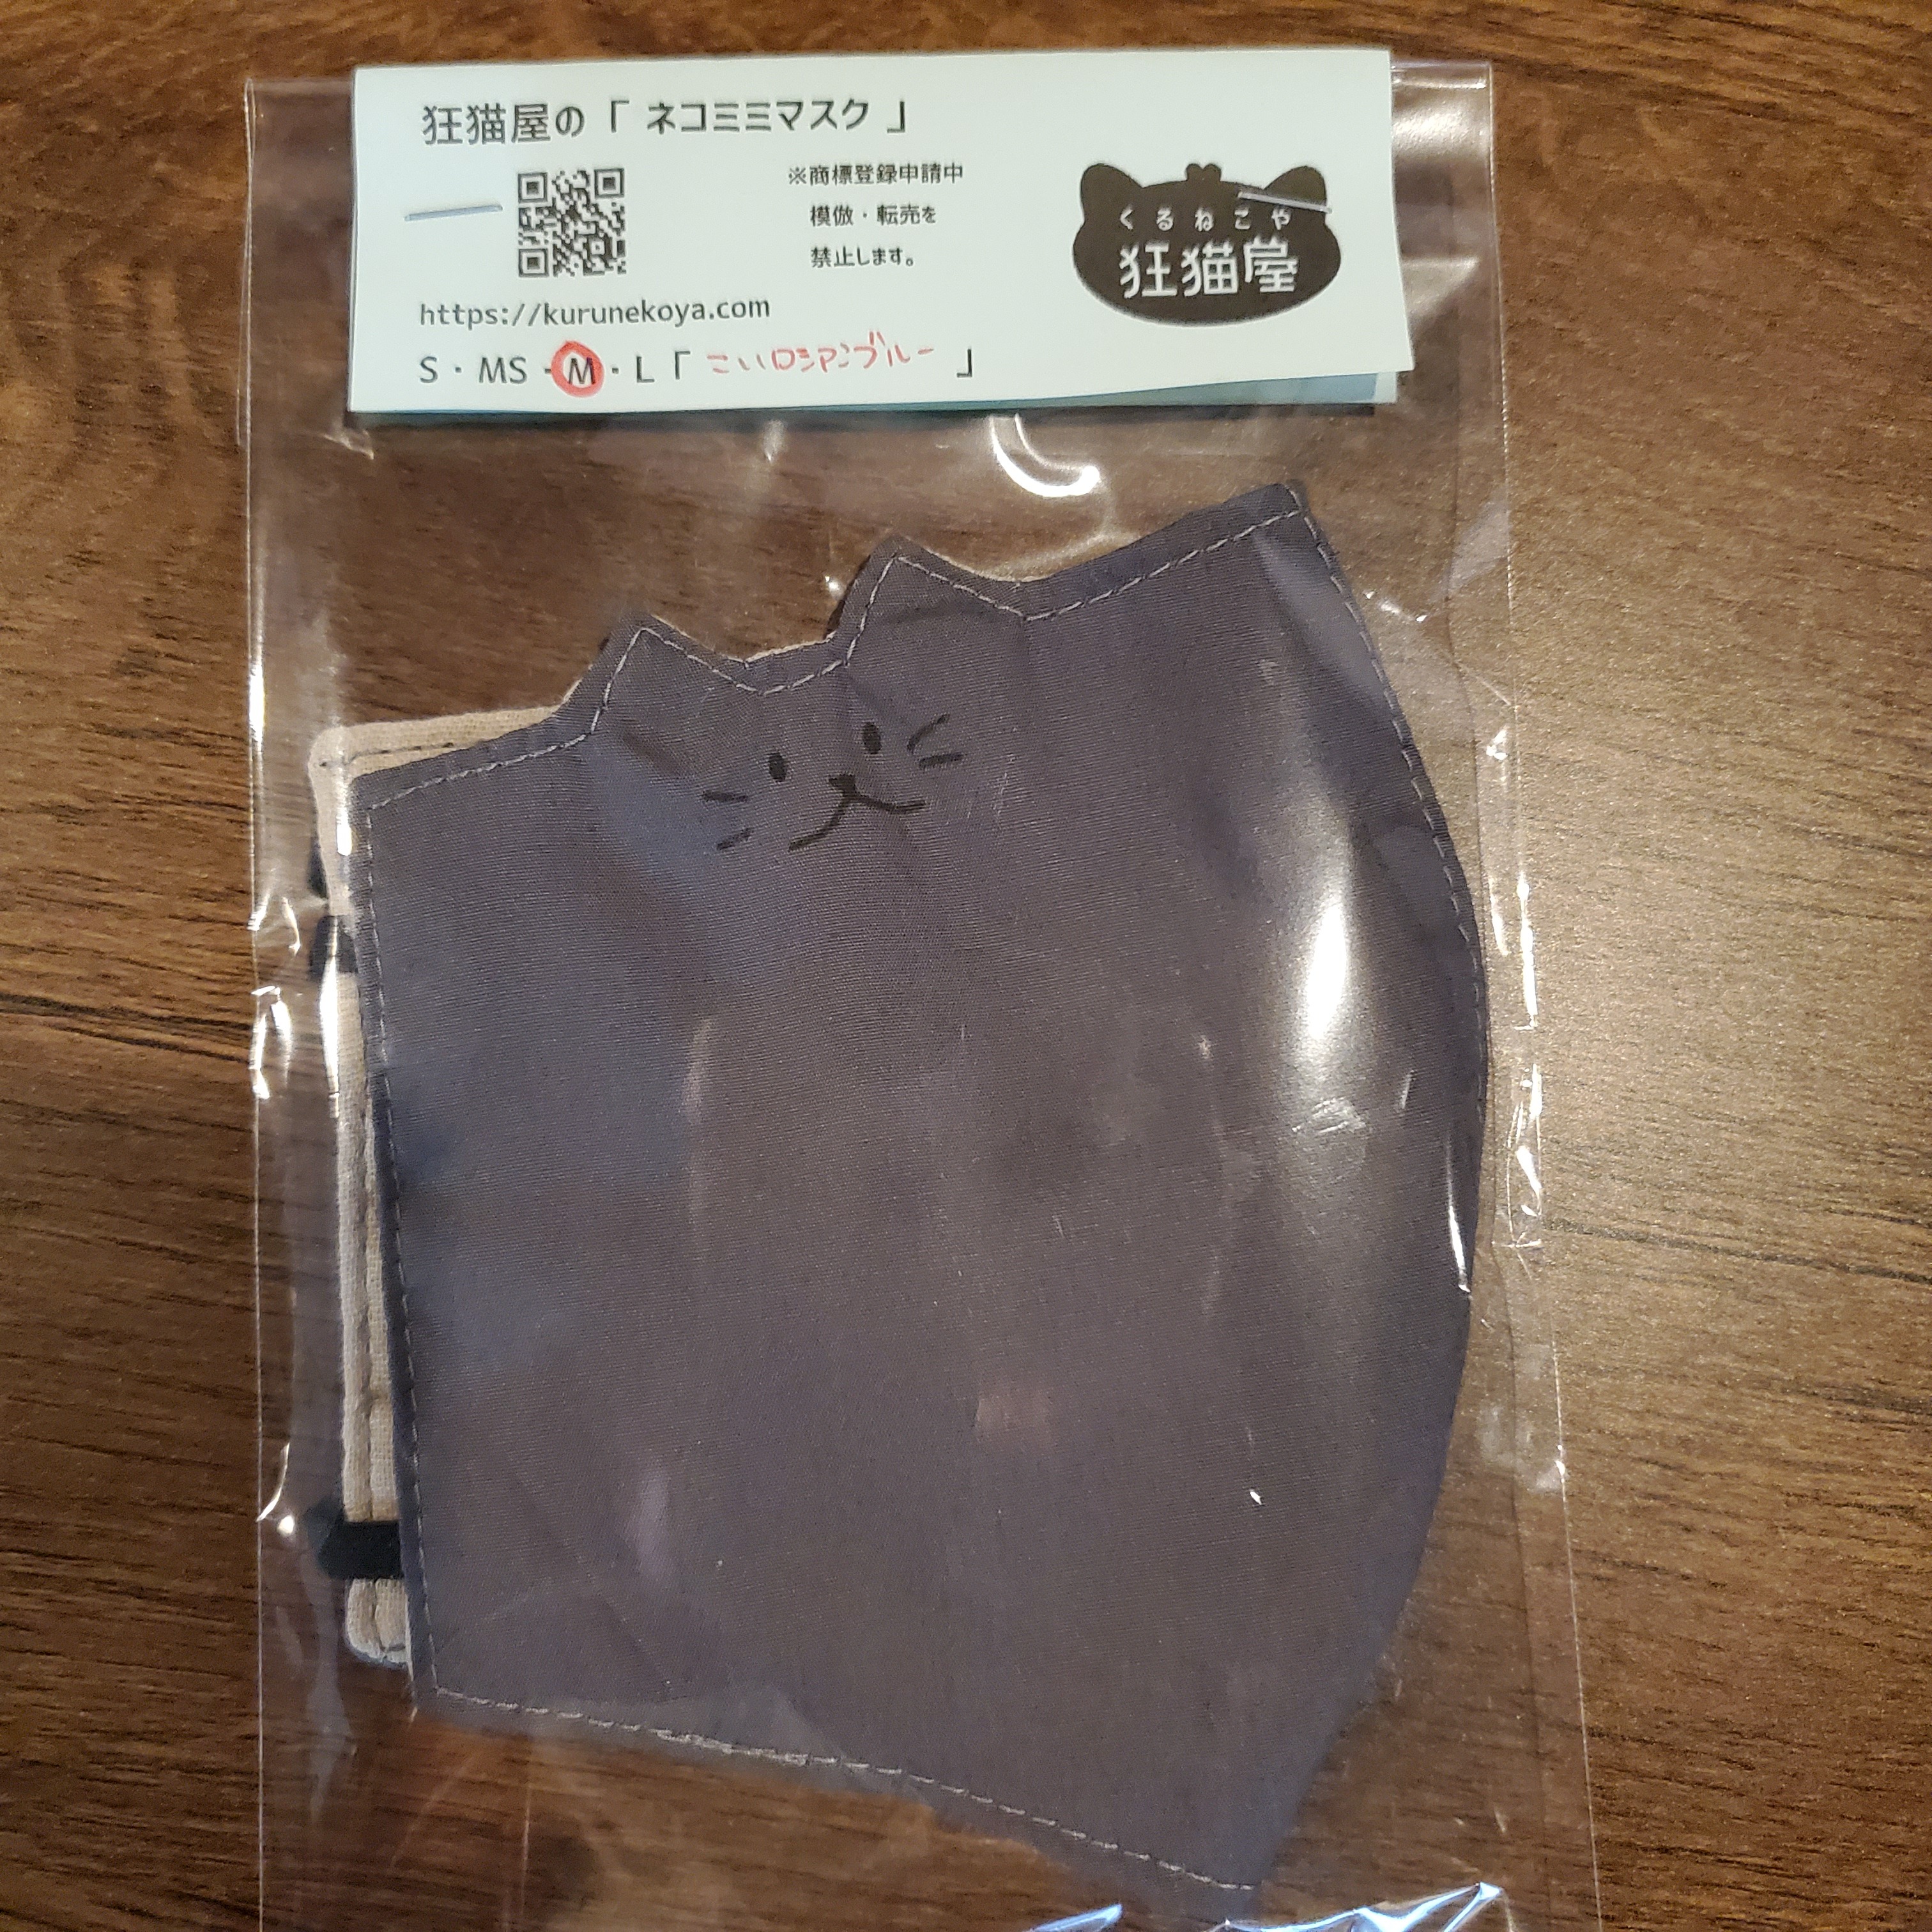 狂猫屋の「 ネコミミマスク 」
※商標登録申請中
模倣・転売を
禁止します。
くるねこや
狂猫屋
https://kurunekoya.com
S・MS・M・L「 こいロシアンブルー 」